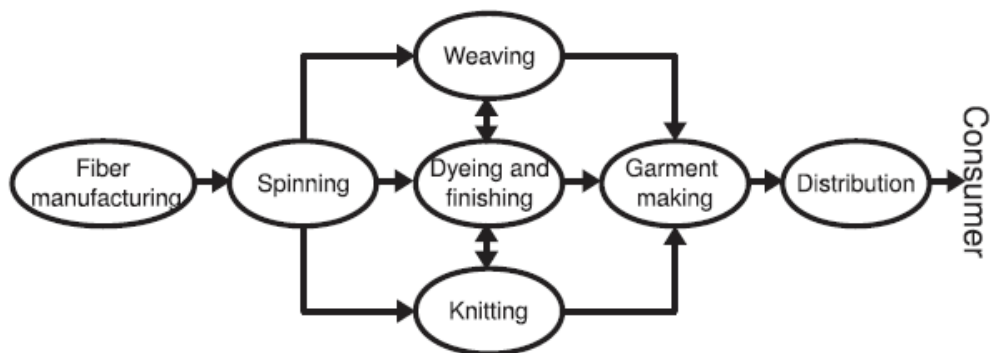 Weaving
Fiber
manufacturing
Spinning
Dyeing and
finishing
Garment
making
Distribution
Consumer
Knitting